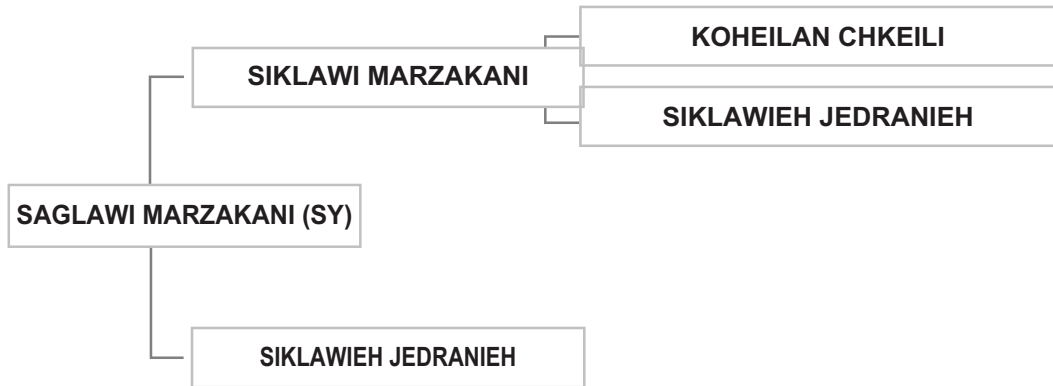 KOHEILAN CHKEILI
SIKLAWI MARZAKANI
SIKLAWIEH JEDRANIEH
SAGLAWI MARZAKANI (SY)
SIKLAWIEH JEDRANIEH